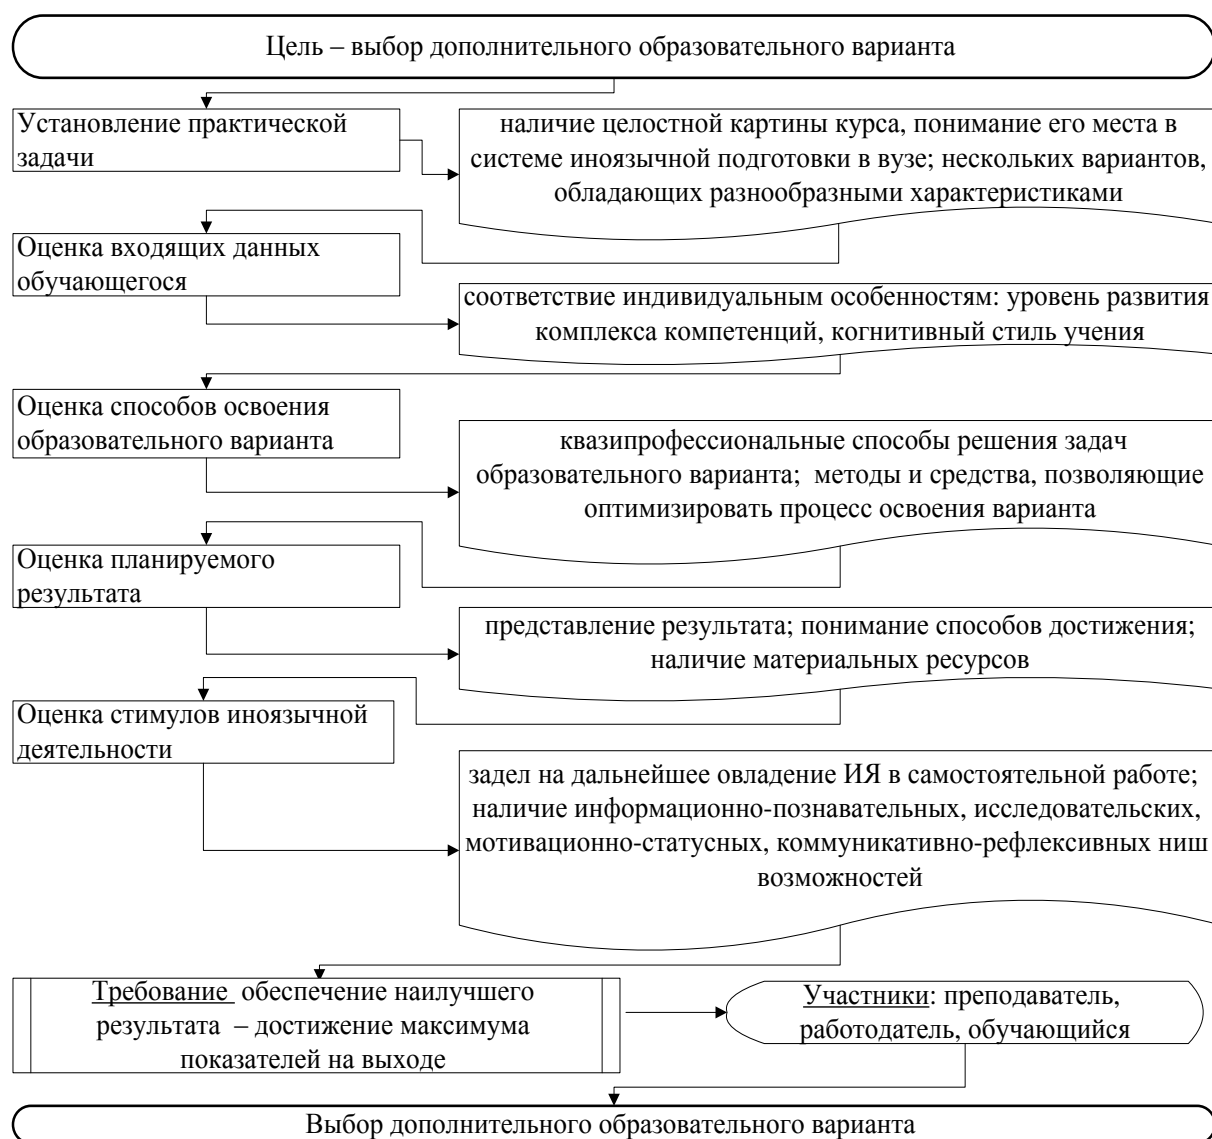 Цель – выбор дополнительного образовательного варианта
Установление практической
задачи
наличие целостной картины курса, понимание его места в
системе иноязычной подготовки в вузе; нескольких вариантов,
обладающих разнообразными характеристиками
Оценка входящих данных
обучающегося
соответствие индивидуальным особенностям: уровень развития
комплекса компетенций, когнитивный стиль учения
Оценка способов освоения
образовательного варианта
квазипрофессиональные способы решения задач
образовательного варианта;  методы и средства, позволяющие
оптимизировать процесс освоения варианта
Оценка планируемого
результата
представление результата; понимание способов достижения;
наличие материальных ресурсов
Оценка стимулов иноязычной
деятельности
задел на дальнейшее овладение ИЯ в самостоятельной работе;
наличие информационно-познавательных, исследовательских,
мотивационно-статусных, коммуникативно-рефлексивных ниш
возможностей
Требование  обеспечение наилучшего
результата  – достижение максимума
показателей на выходе
Участники: преподаватель,
работодатель, обучающийся
Выбор дополнительного образовательного варианта